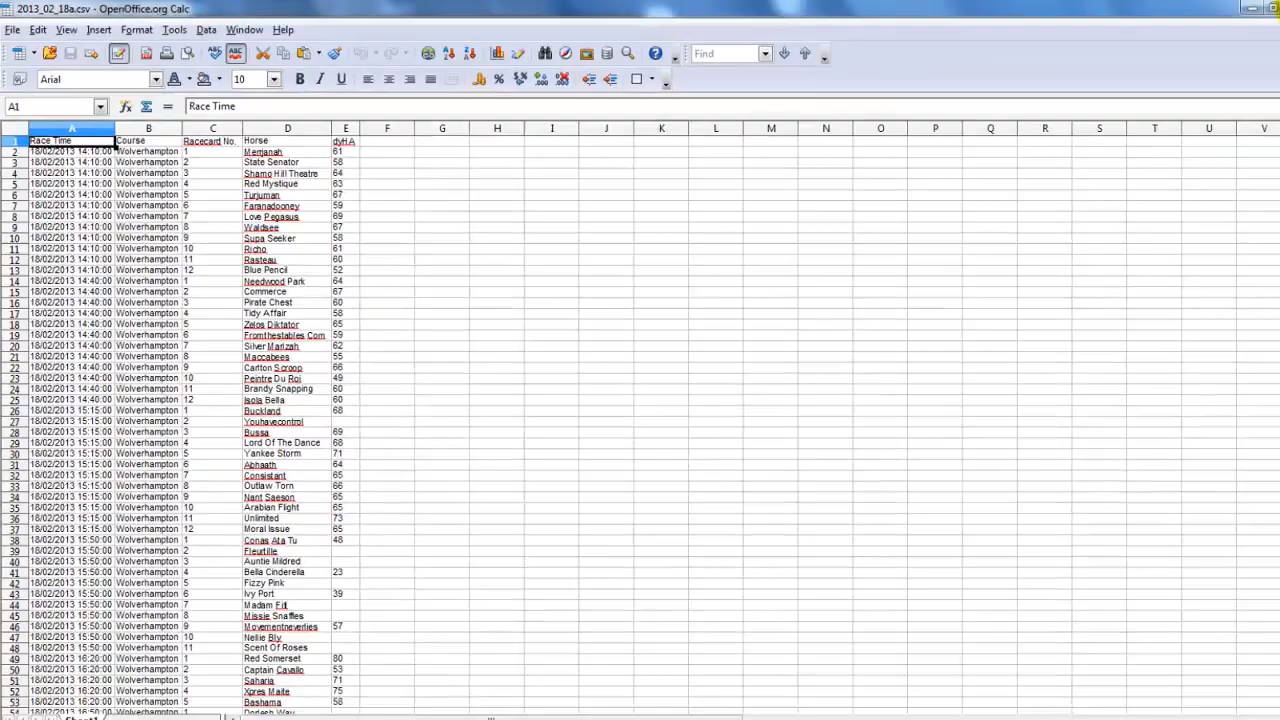 2013_02_18a.csv - OpenOffice.org Calc
File Edit View Insert Format Tools Data Window Help
Find
Arial 10
A1 Race Time
A B C D E F G H I J K L M N O P Q R S T U V
1 Race Time Course Racecard No. Horse dyHA
2 18/02/2013 14:10:00 Wolverhampton 1 Menjanah 61
3 18/02/2013 14:10:00 Wolverhampton 2 State Senator 58
4 18/02/2013 14:10:00 Wolverhampton 3 Shamo Hill Theatre 64
5 18/02/2013 14:10:00 Wolverhampton 4 Red Mystique 63
6 18/02/2013 14:10:00 Wolverhampton 5 Turjuman 67
7 18/02/2013 14:10:00 Wolverhampton 6 Faranadooney 59
8 18/02/2013 14:10:00 Wolverhampton 7 Love Pegasus 69
9 18/02/2013 14:10:00 Wolverhampton 8 Waldsee 67
10 18/02/2013 14:10:00 Wolverhampton 9 Supa Seeker 58
11 18/02/2013 14:10:00 Wolverhampton 10 Richo 61
12 18/02/2013 14:10:00 Wolverhampton 11 Rasteau 60
13 18/02/2013 14:10:00 Wolverhampton 12 Blue Pencil 52
14 18/02/2013 14:40:00 Wolverhampton 1 Needwood Park 64
15 18/02/2013 14:40:00 Wolverhampton 2 Commerce 67
16 18/02/2013 14:40:00 Wolverhampton 3 Pirate Chest 60
17 18/02/2013 14:40:00 Wolverhampton 4 Tidy Affair 58
18 18/02/2013 14:40:00 Wolverhampton 5 Zelos Diktator 65
19 18/02/2013 14:40:00 Wolverhampton 6 Fromthestables Com 59
20 18/02/2013 14:40:00 Wolverhampton 7 Silver Marizah 62
21 18/02/2013 14:40:00 Wolverhampton 8 Maccabees 55
22 18/02/2013 14:40:00 Wolverhampton 9 Carlton Scroop 66
23 18/02/2013 14:40:00 Wolverhampton 10 Peintre Du Roi 49
24 18/02/2013 14:40:00 Wolverhampton 11 Brandy Snapping 60
25 18/02/2013 14:40:00 Wolverhampton 12 Isola Bella 60
26 18/02/2013 15:15:00 Wolverhampton 1 Buckland 68
27 18/02/2013 15:15:00 Wolverhampton 2 Youhavecontrol
28 18/02/2013 15:15:00 Wolverhampton 3 Bussa 69
29 18/02/2013 15:15:00 Wolverhampton 4 Lord Of The Dance 68
30 18/02/2013 15:15:00 Wolverhampton 5 Yankee Storm 71
31 18/02/2013 15:15:00 Wolverhampton 6 Abhaath 64
32 18/02/2013 15:15:00 Wolverhampton 7 Consistant 65
33 18/02/2013 15:15:00 Wolverhampton 8 Outlaw Torn 66
34 18/02/2013 15:15:00 Wolverhampton 9 Nant Saeson 65
35 18/02/2013 15:15:00 Wolverhampton 10 Arabian Flight 65
36 18/02/2013 15:15:00 Wolverhampton 11 Unlimited 73
37 18/02/2013 15:15:00 Wolverhampton 12 Moral Issue 65
38 18/02/2013 15:50:00 Wolverhampton 1 Conas Ata Tu 48
39 18/02/2013 15:50:00 Wolverhampton 2 Fleurtille
40 18/02/2013 15:50:00 Wolverhampton 3 Auntie Mildred
41 18/02/2013 15:50:00 Wolverhampton 4 Bella Cinderella 23
42 18/02/2013 15:50:00 Wolverhampton 5 Fizzy Pink
43 18/02/2013 15:50:00 Wolverhampton 6 Ivy Port 39
44 18/02/2013 15:50:00 Wolverhampton 7 Madam
45 18/02/2013 15:50:00 Wolverhampton 8 Missie Snaffles
46 18/02/2013 15:50:00 Wolverhampton 9 Movementneverlies 57
47 18/02/2013 15:50:00 Wolverhampton 10 Nellie Bly
48 18/02/2013 15:50:00 Wolverhampton 11 Scent Of Roses
49 18/02/2013 16:20:00 Wolverhampton 1 Red Somerset 80
50 18/02/2013 16:20:00 Wolverhampton 2 Captain Cavallo 53
51 18/02/2013 16:20:00 Wolverhampton 3 Saharia 71
52 18/02/2013 16:20:00 Wolverhampton 4 Xpres Maite 75
53 18/02/2013 16:20:00 Wolverhampton 5 Bashama 58
54 18/02/2013 16:50:00 Wolverhampton 1
Sheet1